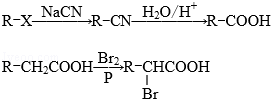 R–X —NaCN→ R–CN —H₂O/H⁺→ R–COOH
R–CH₂COOH —Br₂/P→ R–CHCOOH
Br